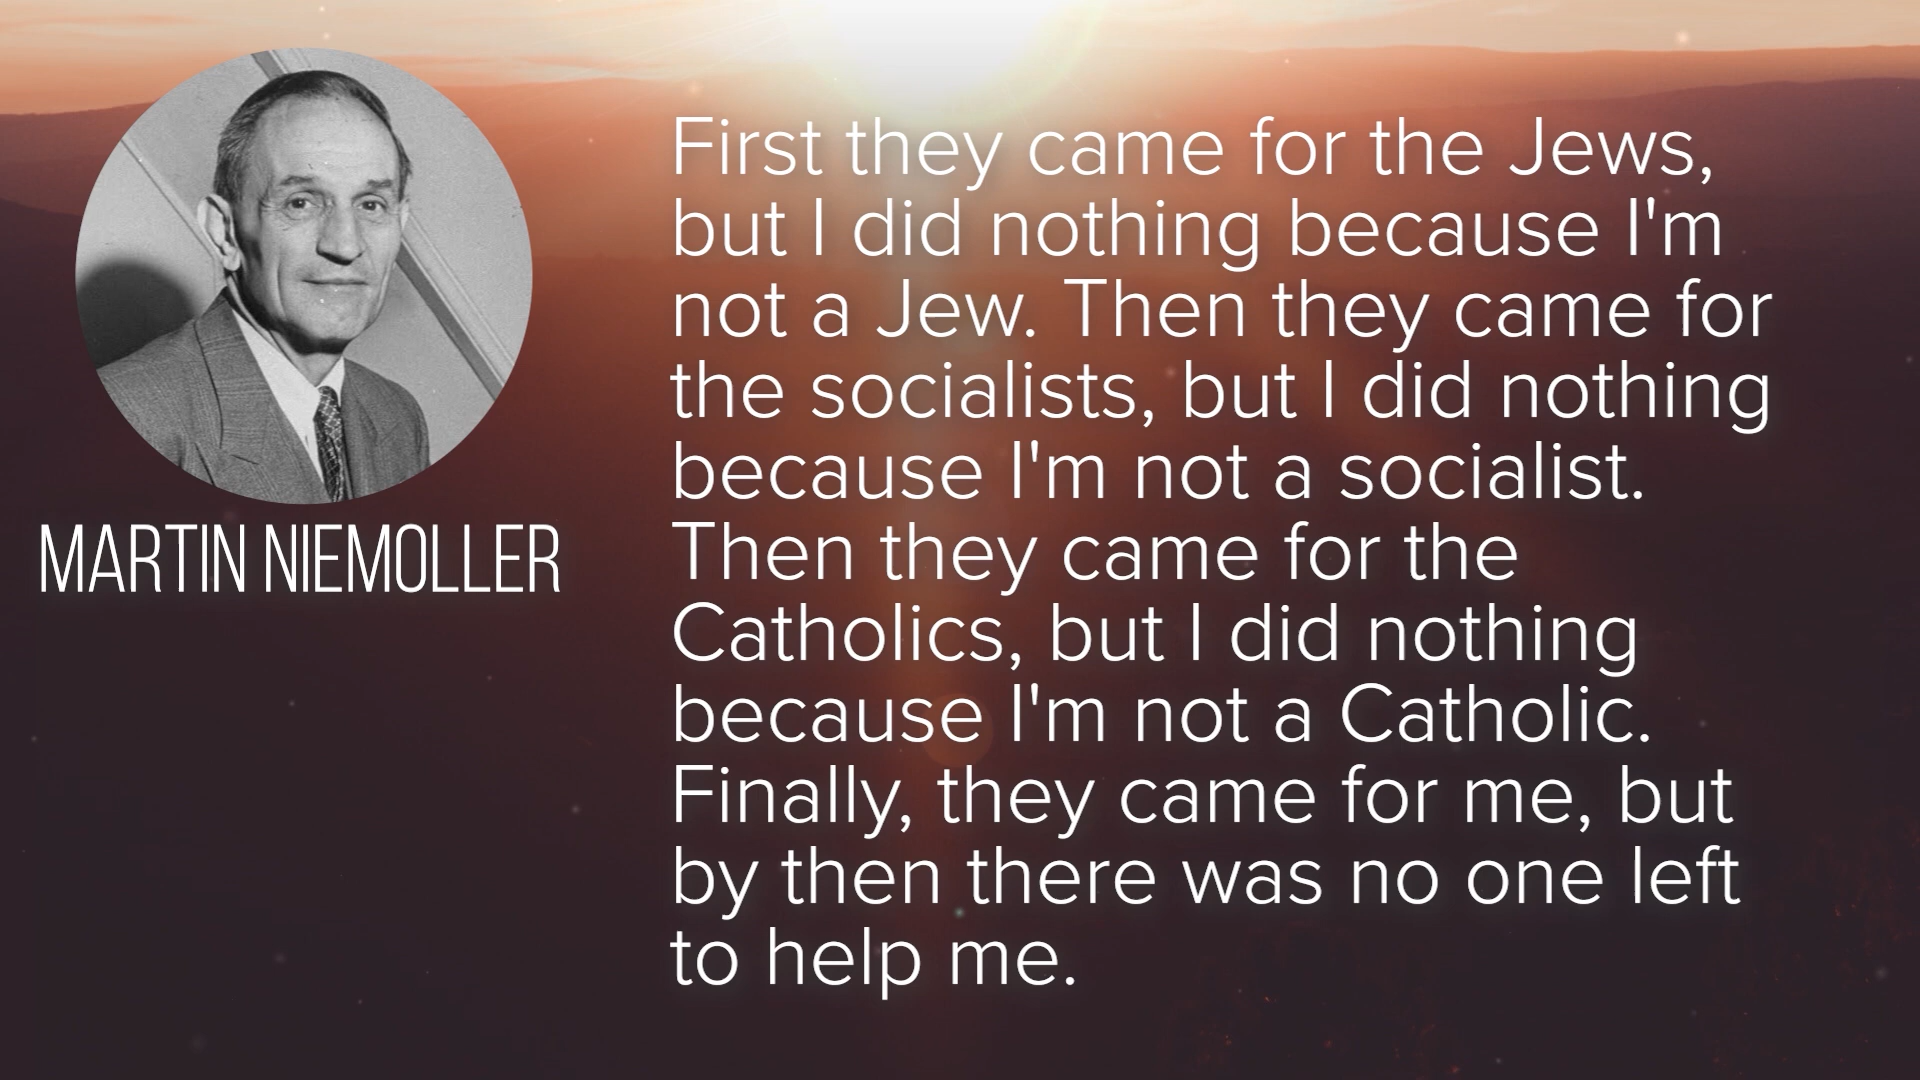 MARTIN NIEMOLLER
First they came for the Jews,
but I did nothing because I'm
not a Jew. Then they came for
the socialists, but I did nothing
because I'm not a socialist.
Then they came for the
Catholics, but I did nothing
because I'm not a Catholic.
Finally, they came for me, but
by then there was no one left
to help me.